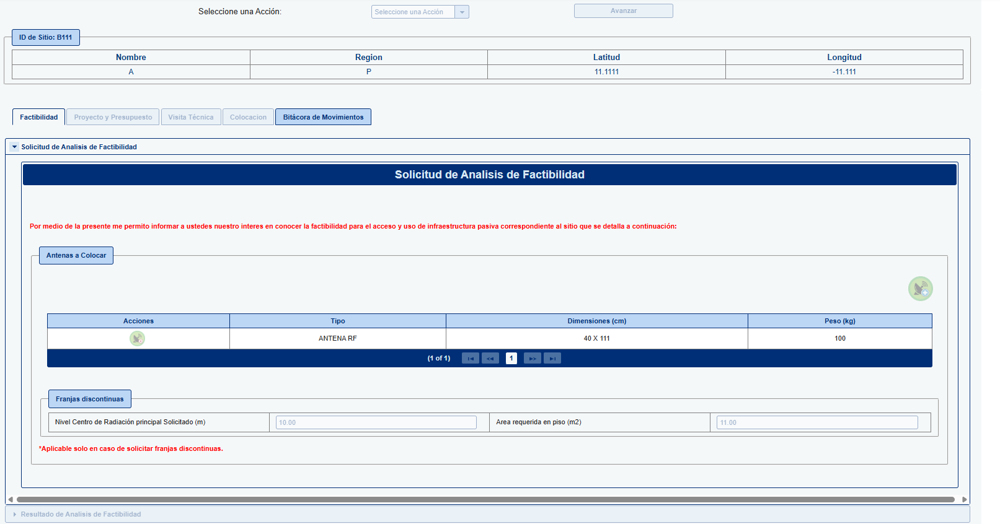 Seleccione una Acción:
Seleccione una Acción
Avanzar
ID de Sitio: B111
Nombre Region Latitud Longitud
A P 11.1111 -11.111
Factibilidad Proyecto y Presupuesto Visita Técnica Colocacion Bitácora de Movimientos
Solicitud de Analisis de Factibilidad
Solicitud de Analisis de Factibilidad
Por medio de la presente me permito informar a ustedes nuestro interes en conocer la factibilidad para el acceso y uso de infraestructura pasiva correspondiente al sitio que se detalla a continuación:
Antenas a Colocar
Acciones Tipo Dimensiones (cm) Peso (kg)
ANTENA RF 40 X 111 100
(1 of 1) 1
Franjas discontinuas
Nivel Centro de Radiación principal Solicitado (m) 10.00 Area requerida en piso (m2) 11.00
*Aplicable solo en caso de solicitar franjas discontinuas.
Resultado de Analisis de Factibilidad